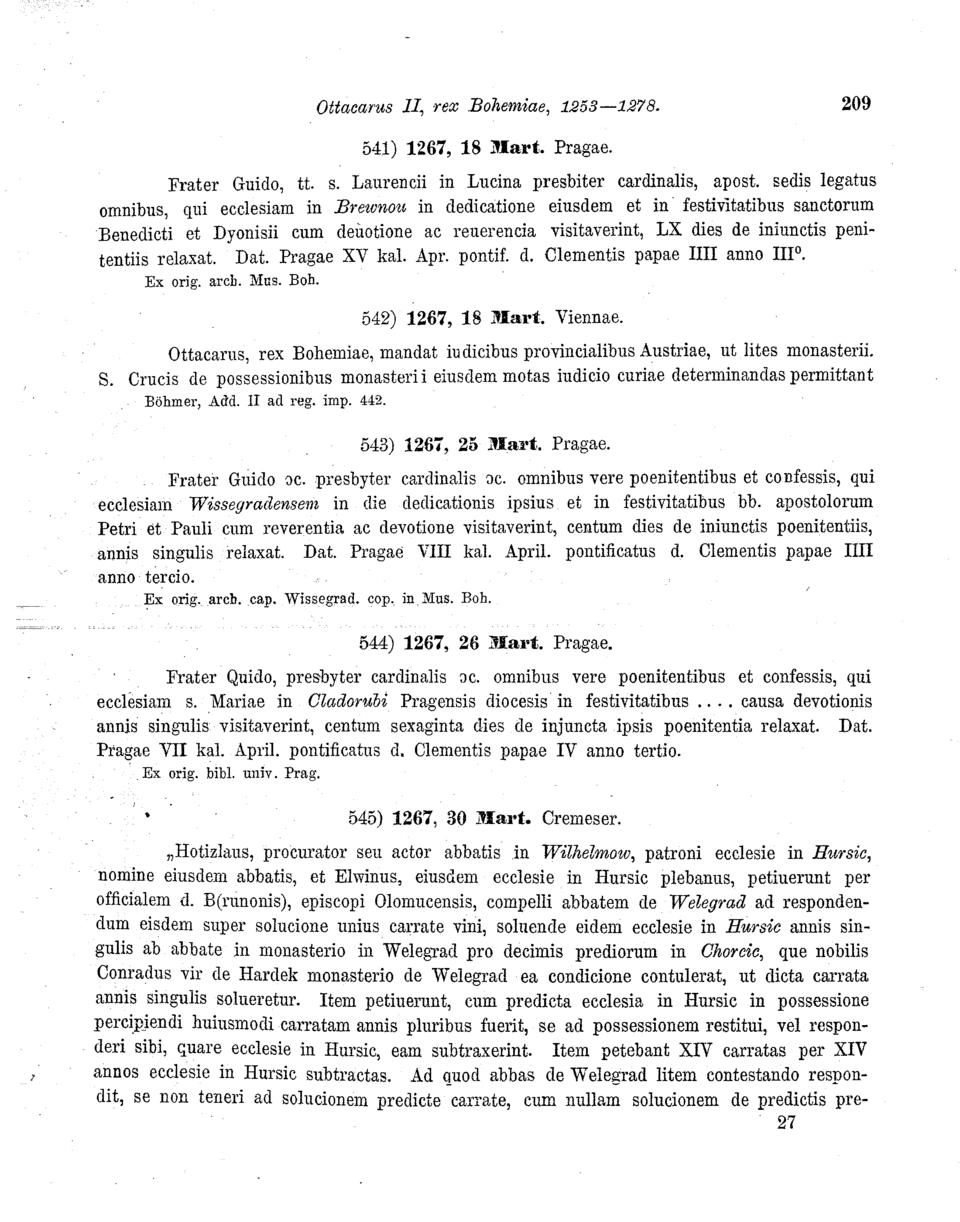 Ottacarus II, rex Bohemiae, 1253—1278. 209
541) 1267, 18 Mart. Pragae.
Frater Guido, tt. s. Laurencii in Lucina presbiter cardinalis, apost. sedis legatus
omnibus, qui ecclesiam in Brewnou in dedicatione eiusdem et in festivitatibus sanctorum
Benedicti et Dyonisii cum deuotione ac reuerencia visitaverint, LX dies de iniunctis peni-
tentiis relaxat. Dat. Pragae XV kal. Apr. pontif. d. Clementis papae IIII anno III⁰.
Ex orig. arch. Mus. Boh.
542) 1267, 18 Mart. Viennae.
Ottacarus, rex Bohemiae, mandat iudicibus provincialibus Austriae, ut lites monasterii.
S. Crucis de possessionibus monasterii eiusdem motas iudicio curiae determinandas permittant
Böhmer, Add. II ad reg. imp. 442.
543) 1267, 25 Mart. Pragae.
Frater Guido ɔc. presbyter cardinalis ɔc. omnibus vere poenitentibus et confessis, qui
ecclesiam Wissegradensem in die dedicationis ipsius et in festivitatibus bb. apostolorum
Petri et Pauli cum reverentia ac devotione visitaverint, centum dies de iniunctis poenitentiis,
annis singulis relaxat. Dat. Pragae VIII kal. April. pontificatus d. Clementis papae IIII
anno tercio.
Ex orig. arch. cap. Wissegrad. cop. in Mus. Boh.
544) 1267, 26 Mart. Pragae.
Frater Quido, presbyter cardinalis ɔc. omnibus vere poenitentibus et confessis, qui
ecclesiam s. Mariae in Cladorubi Pragensis diocesis in festivitatibus .... causa devotionis
annis singulis visitaverint, centum sexaginta dies de injuncta ipsis poenitentia relaxat. Dat.
Pragae VII kal. April. pontificatus d. Clementis papae IV anno tertio.
Ex orig. bibl. univ. Prag.
545) 1267, 30 Mart. Cremeser.
„Hotizlaus, procurator seu actor abbatis in Wilhelmow, patroni ecclesie in Hursic,
nomine eiusdem abbatis, et Elwinus, eiusdem ecclesie in Hursic plebanus, petiuerunt per
officialem d. B(runonis), episcopi Olomucensis, compelli abbatem de Welegrad ad responden-
dum eisdem super solucione unius carrate vini, soluende eidem ecclesie in Hursic annis sin-
gulis ab abbate in monasterio in Welegrad pro decimis prediorum in Chorcic, que nobilis
Conradus vir de Hardek monasterio de Welegrad ea condicione contulerat, ut dicta carrata
annis singulis solueretur. Item petiuerunt, cum predicta ecclesia in Hursic in possessione
percipiendi huiusmodi carratam annis pluribus fuerit, se ad possessionem restitui, vel respon-
deri sibi, quare ecclesie in Hursic, eam subtraxerint. Item petebant XIV carratas per XIV
annos ecclesie in Hursic subtractas. Ad quod abbas de Welegrad litem contestando respon-
dit, se non teneri ad solucionem predicte carrate, cum nullam solucionem de predictis pre-
27